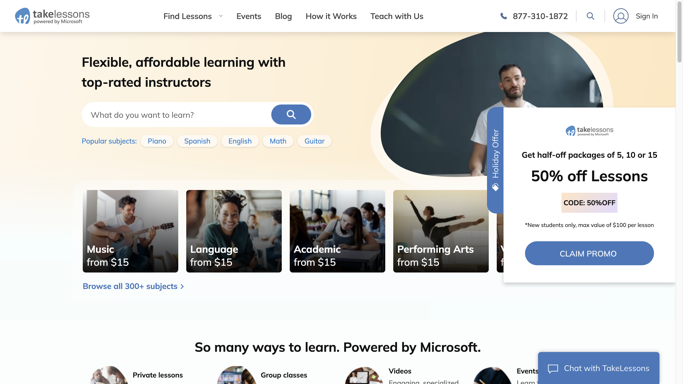 takelessons
powered by Microsoft
Find Lessons
Events
Blog
How it Works
Teach with Us
877-310-1872
Sign In
Flexible, affordable learning with
top-rated instructors
What do you want to learn?
Popular subjects:
Piano
Spanish
English
Math
Guitar
Holiday Offer
takelessons
powered by Microsoft
Get half-off packages of 5, 10 or 15
50% off Lessons
CODE: 50%OFF
*New students only, max value of $100 per lesson
CLAIM PROMO
Music
from $15
Language
from $15
Academic
from $15
Performing Arts
from $15
Browse all 300+ subjects
So many ways to learn. Powered by Microsoft.
Private lessons
Group classes
Videos
Engaging, specialized
Events
Chat with TakeLessons